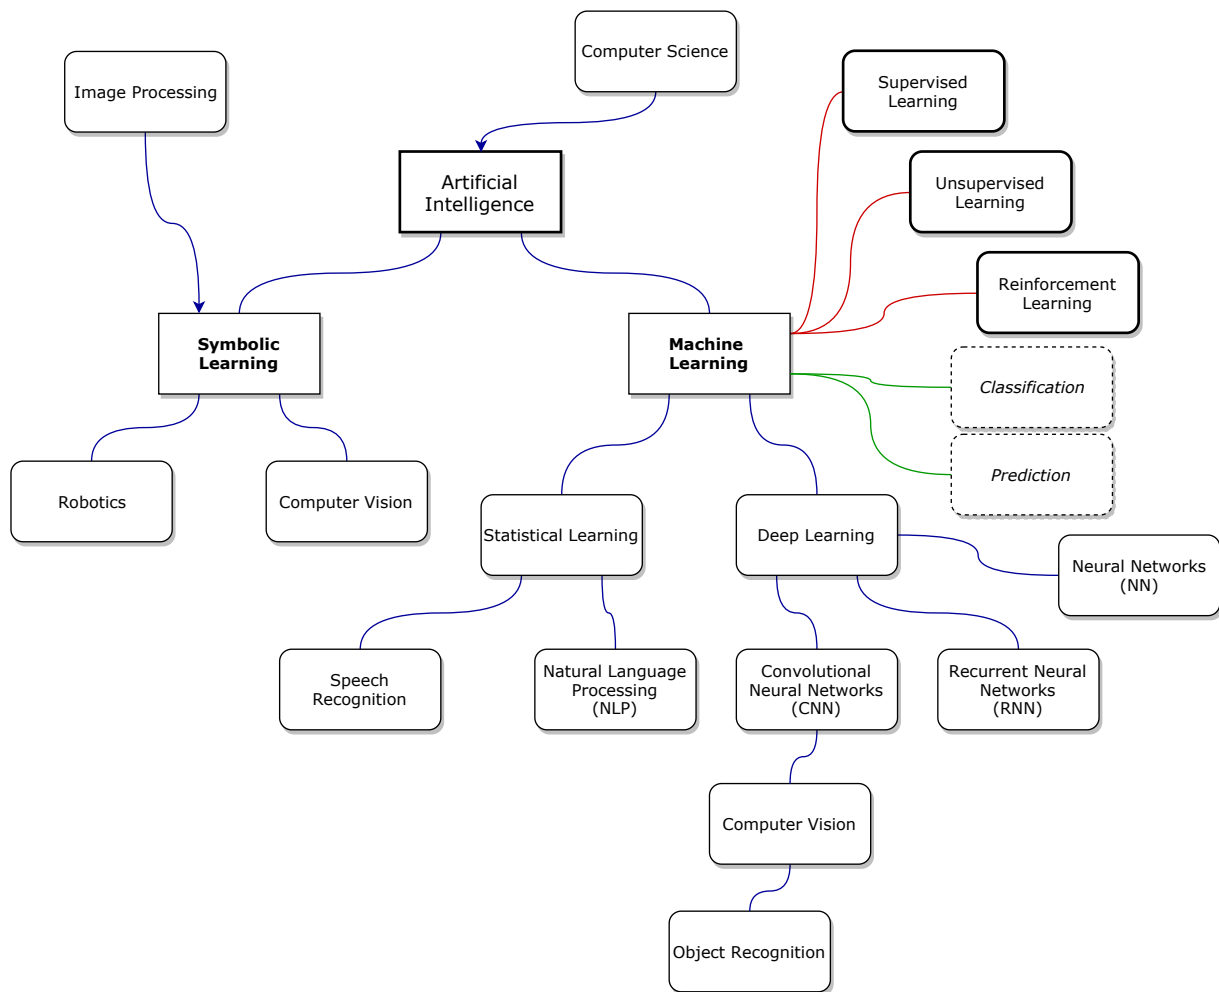 Computer Science
Image Processing
Supervised
Learning
Artificial
Intelligence
Unsupervised
Learning
Reinforcement
Learning
Symbolic
Learning
Machine
Learning
Classification
Prediction
Robotics
Computer Vision
Statistical Learning
Deep Learning
Neural Networks
(NN)
Speech
Recognition
Natural Language
Processing
(NLP)
Convolutional
Neural Networks
(CNN)
Recurrent Neural
Networks
(RNN)
Computer Vision
Object Recognition